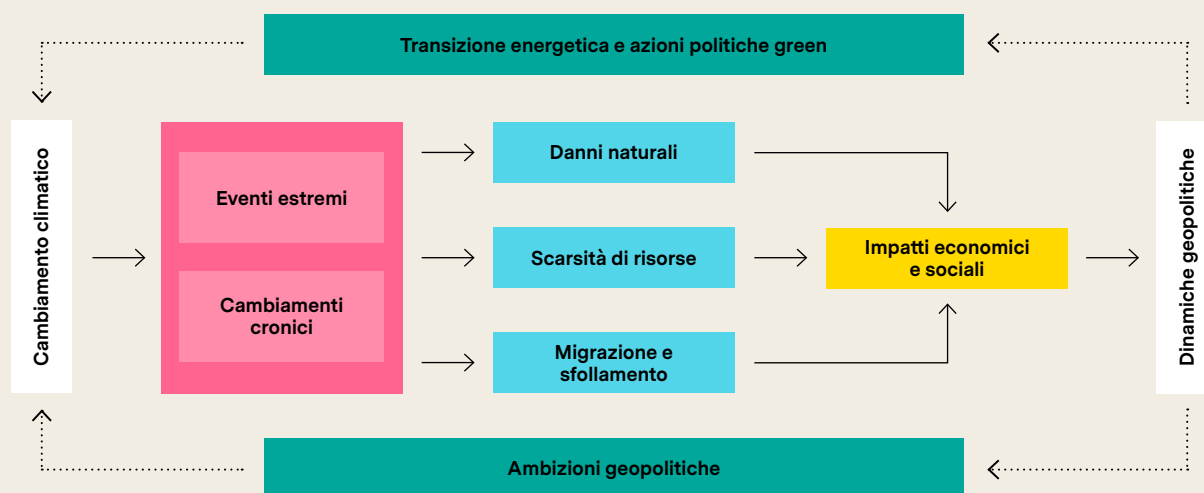 Transizione energetica e azioni politiche green
Cambiamento climatico
Eventi estremi
Cambiamenti
cronici
Danni naturali
Scarsità di risorse
Migrazione e
sfollamento
Impatti economici
e sociali
Dinamiche geopolitiche
Ambizioni geopolitiche